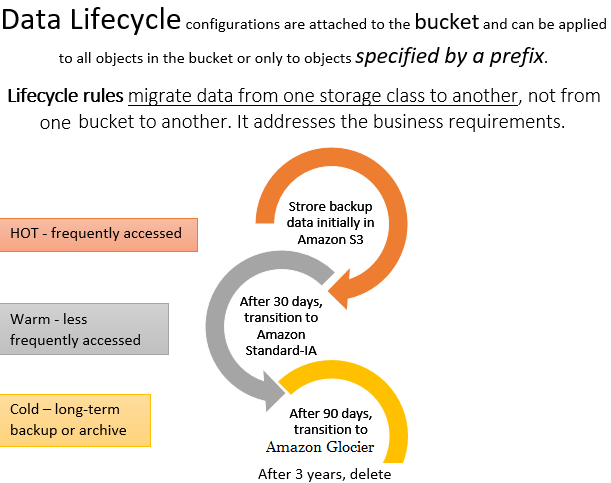 Data Lifecycle configurations are attached to the bucket and can be applied
to all objects in the bucket or only to objects specified by a prefix.
Lifecycle rules migrate data from one storage class to another, not from
one bucket to another. It addresses the business requirements.
Strore backup
data initially in
Amazon S3
HOT - frequently accessed
After 30 days,
transition to
Amazon
Standard-IA
Warm - less
frequently accessed
Cold – long-term
backup or archive
After 90 days,
transition to
Amazon Glocier
After 3 years, delete